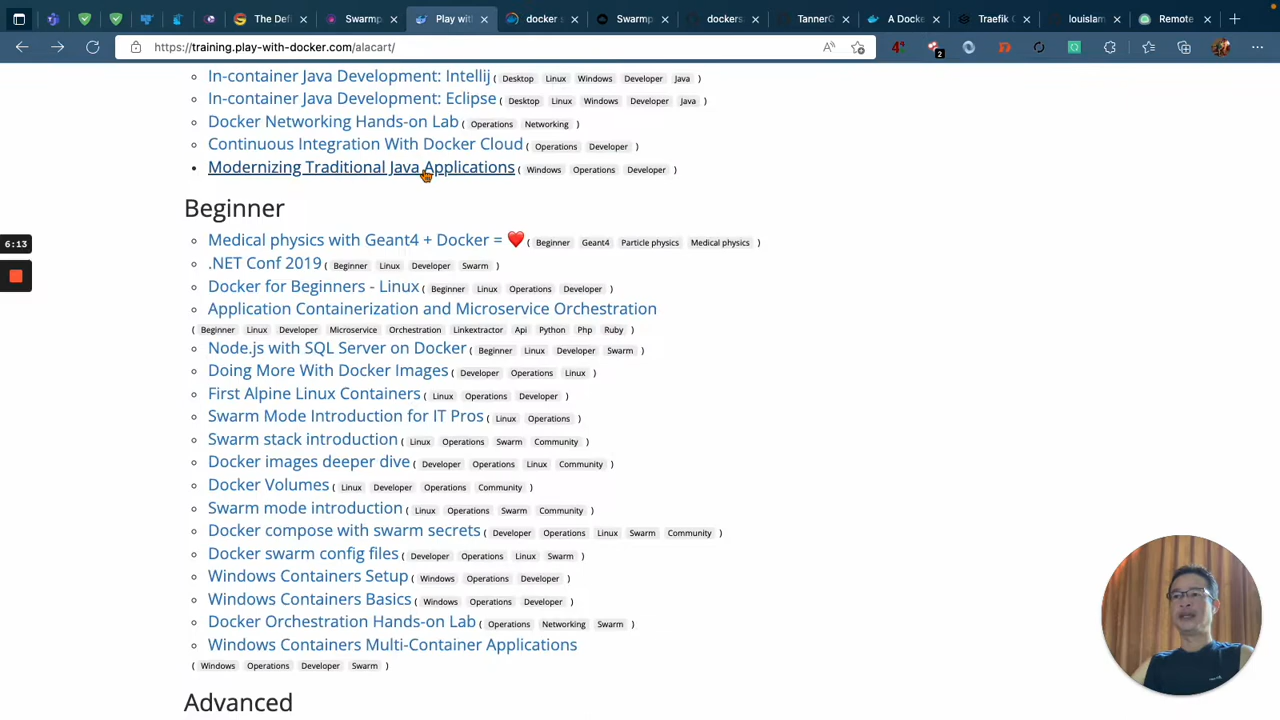 The Defi
Swarmp
Play wit
docker s
Swarmp
dockers
TannerG
A Docke
Traefik C
louislam
Remote
https://training.play-with-docker.com/alacart/
2
In-container Java Development: Intellij ( Desktop Linux Windows Developer Java )
In-container Java Development: Eclipse ( Desktop Linux Windows Developer Java )
Docker Networking Hands-on Lab ( Operations Networking )
Continuous Integration With Docker Cloud ( Operations Developer )
Modernizing Traditional Java Applications ( Windows Operations Developer )
6:13
Beginner
Medical physics with Geant4 + Docker = ❤️ ( Beginner Geant4 Particle physics Medical physics )
.NET Conf 2019 ( Beginner Linux Developer Swarm )
Docker for Beginners - Linux ( Beginner Linux Operations Developer )
Application Containerization and Microservice Orchestration
( Beginner Linux Developer Microservice Orchestration Linkextractor Api Python Php Ruby )
Node.js with SQL Server on Docker ( Beginner Linux Developer Swarm )
Doing More With Docker Images ( Developer Operations Linux )
First Alpine Linux Containers ( Linux Operations Developer )
Swarm Mode Introduction for IT Pros ( Linux Operations )
Swarm stack introduction ( Linux Operations Swarm Community )
Docker images deeper dive ( Developer Operations Linux Community )
Docker Volumes ( Linux Developer Operations Community )
Swarm mode introduction ( Linux Operations Swarm Community )
Docker compose with swarm secrets ( Developer Operations Linux Swarm Community )
Docker swarm config files ( Developer Operations Linux Swarm )
Windows Containers Setup ( Windows Operations Developer )
Windows Containers Basics ( Windows Operations Developer )
Docker Orchestration Hands-on Lab ( Operations Networking Swarm )
Windows Containers Multi-Container Applications
( Windows Operations Developer Swarm )
Advanced